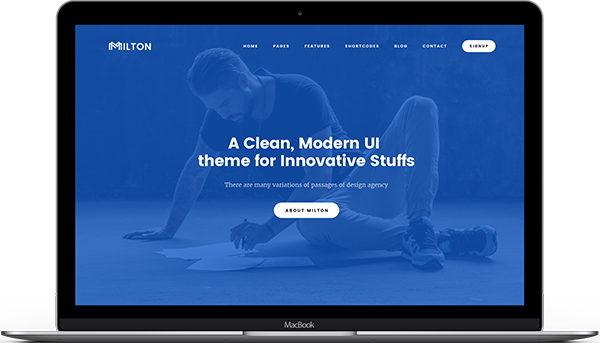 MILTON
HOME PAGES FEATURES SHORTCODES BLOG CONTACT SIGNUP
A Clean, Modern UI
theme for Innovative Stuffs
There are many variations of passages of design agency
ABOUT MILTON
MacBook